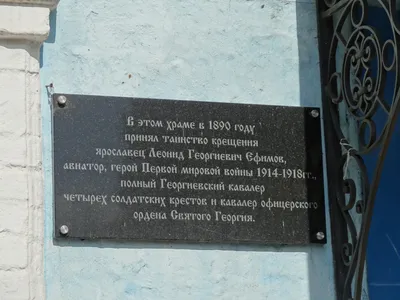 В этом храме в 1890 году
принял таинство крещения
ярославец Леонид Георгиевич Ефимов,
авиатор, герой Первой мировой войны 1914-1918гг.,
полный Георгиевский кавалер
четырех солдатских крестов и кавалер офицерского
ордена Святого Георгия.